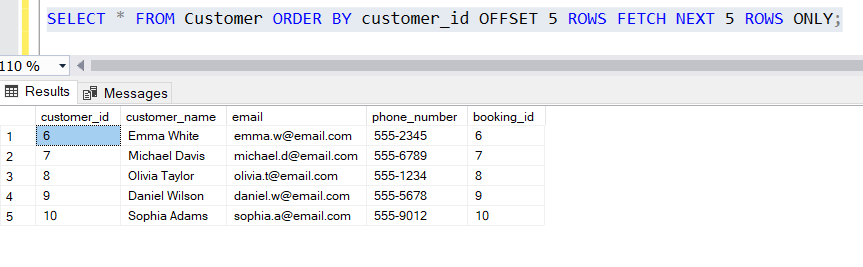 SELECT * FROM Customer ORDER BY customer_id OFFSET 5 ROWS FETCH NEXT 5 ROWS ONLY;
110 %
Results Messages
customer_id customer_name email phone_number booking_id
1 6 Emma White emma.w@email.com 555-2345 6
2 7 Michael Davis michael.d@email.com 555-6789 7
3 8 Olivia Taylor olivia.t@email.com 555-1234 8
4 9 Daniel Wilson daniel.w@email.com 555-5678 9
5 10 Sophia Adams sophia.a@email.com 555-9012 10